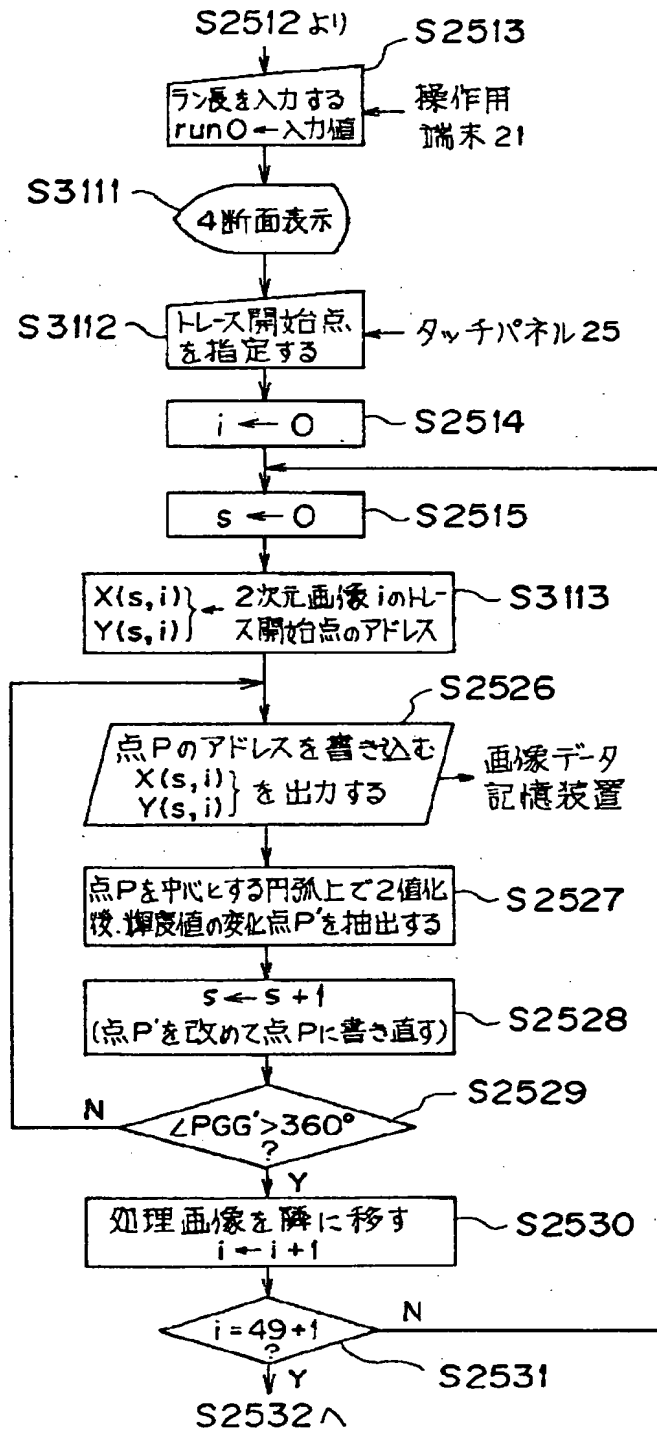 S2512より
S2513
ラン長を入力する
run0←入力値
操作用
端末21
S3111
4断面表示
S3112
トレース開始点、
を指定する
タッチパネル25
i ← 0
S2514
s ← 0
S2515
X(s,i)
Y(s,i)
← 2次元画像iのトレー
ス開始点のアドレス
S3113
S2526
点Pのアドレスを書き込む
X(s,i)
Y(s,i)
を出力する
画像データ
記憶装置
点Pを中心とする円弧上で2値化
後、輝度値の変化点P'を抽出する
S2527
s ← s+1
(点P'を改めて点Pに書き直す)
S2528
S2529
N
∠PGG'>360°
?
Y
処理画像を隣に移す
i ← i+1
S2530
N
i=49+1
?
S2531
Y
S2532へ